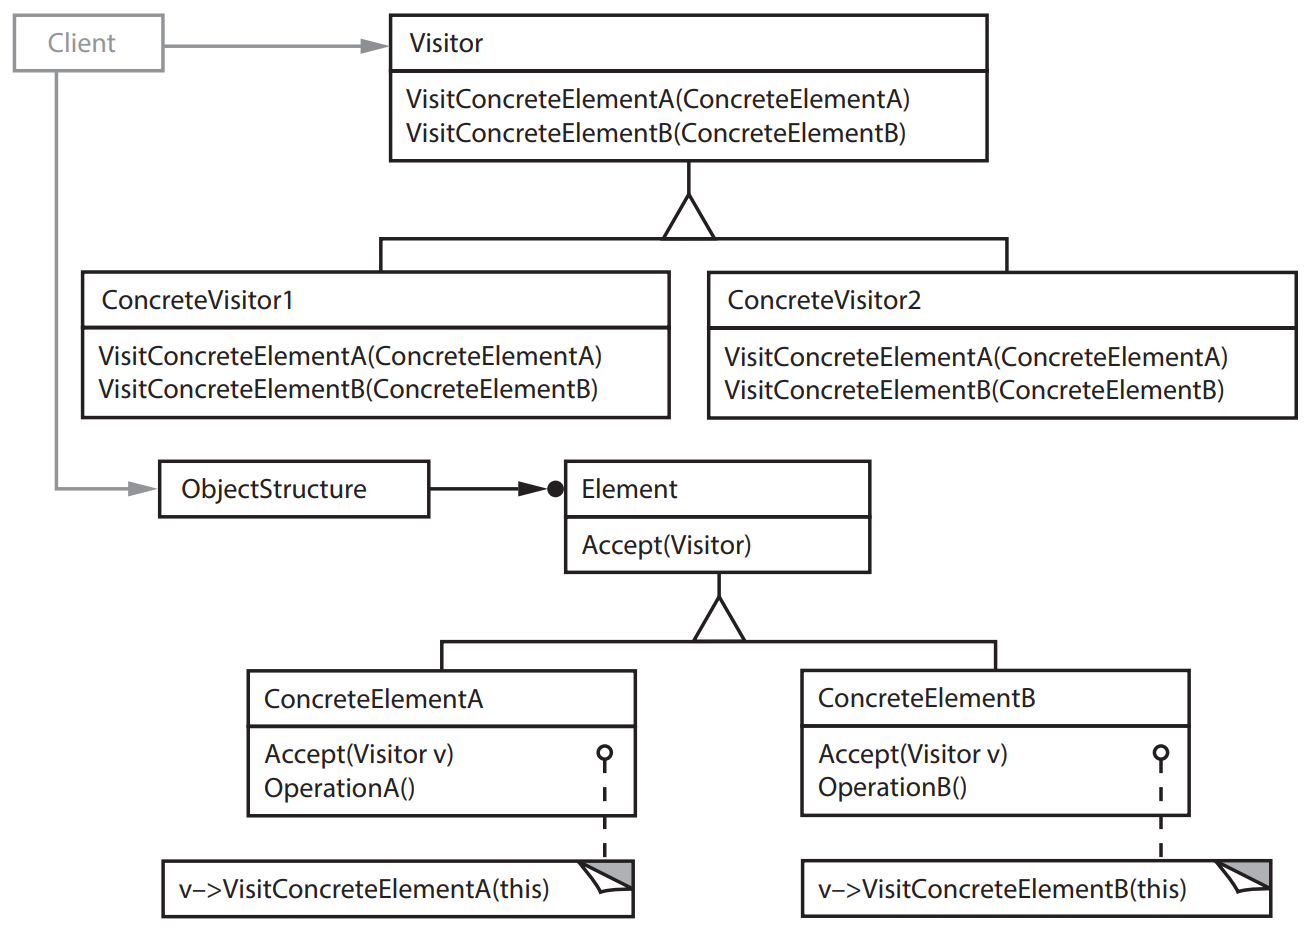 Client
Visitor
VisitConcreteElementA(ConcreteElementA)
VisitConcreteElementB(ConcreteElementB)
ConcreteVisitor1
VisitConcreteElementA(ConcreteElementA)
VisitConcreteElementB(ConcreteElementB)
ConcreteVisitor2
VisitConcreteElementA(ConcreteElementA)
VisitConcreteElementB(ConcreteElementB)
ObjectStructure
Element
Accept(Visitor)
ConcreteElementA
Accept(Visitor v)
OperationA()
ConcreteElementB
Accept(Visitor v)
OperationB()
v–>VisitConcreteElementA(this)
v–>VisitConcreteElementB(this)